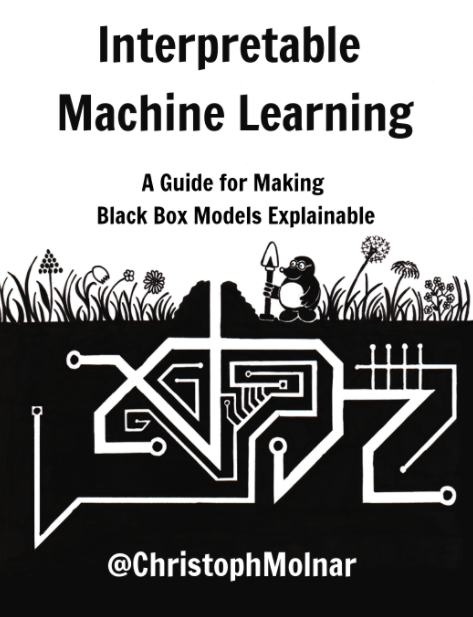 Interpretable
Machine Learning
A Guide for Making
Black Box Models Explainable
@ChristophMolnar